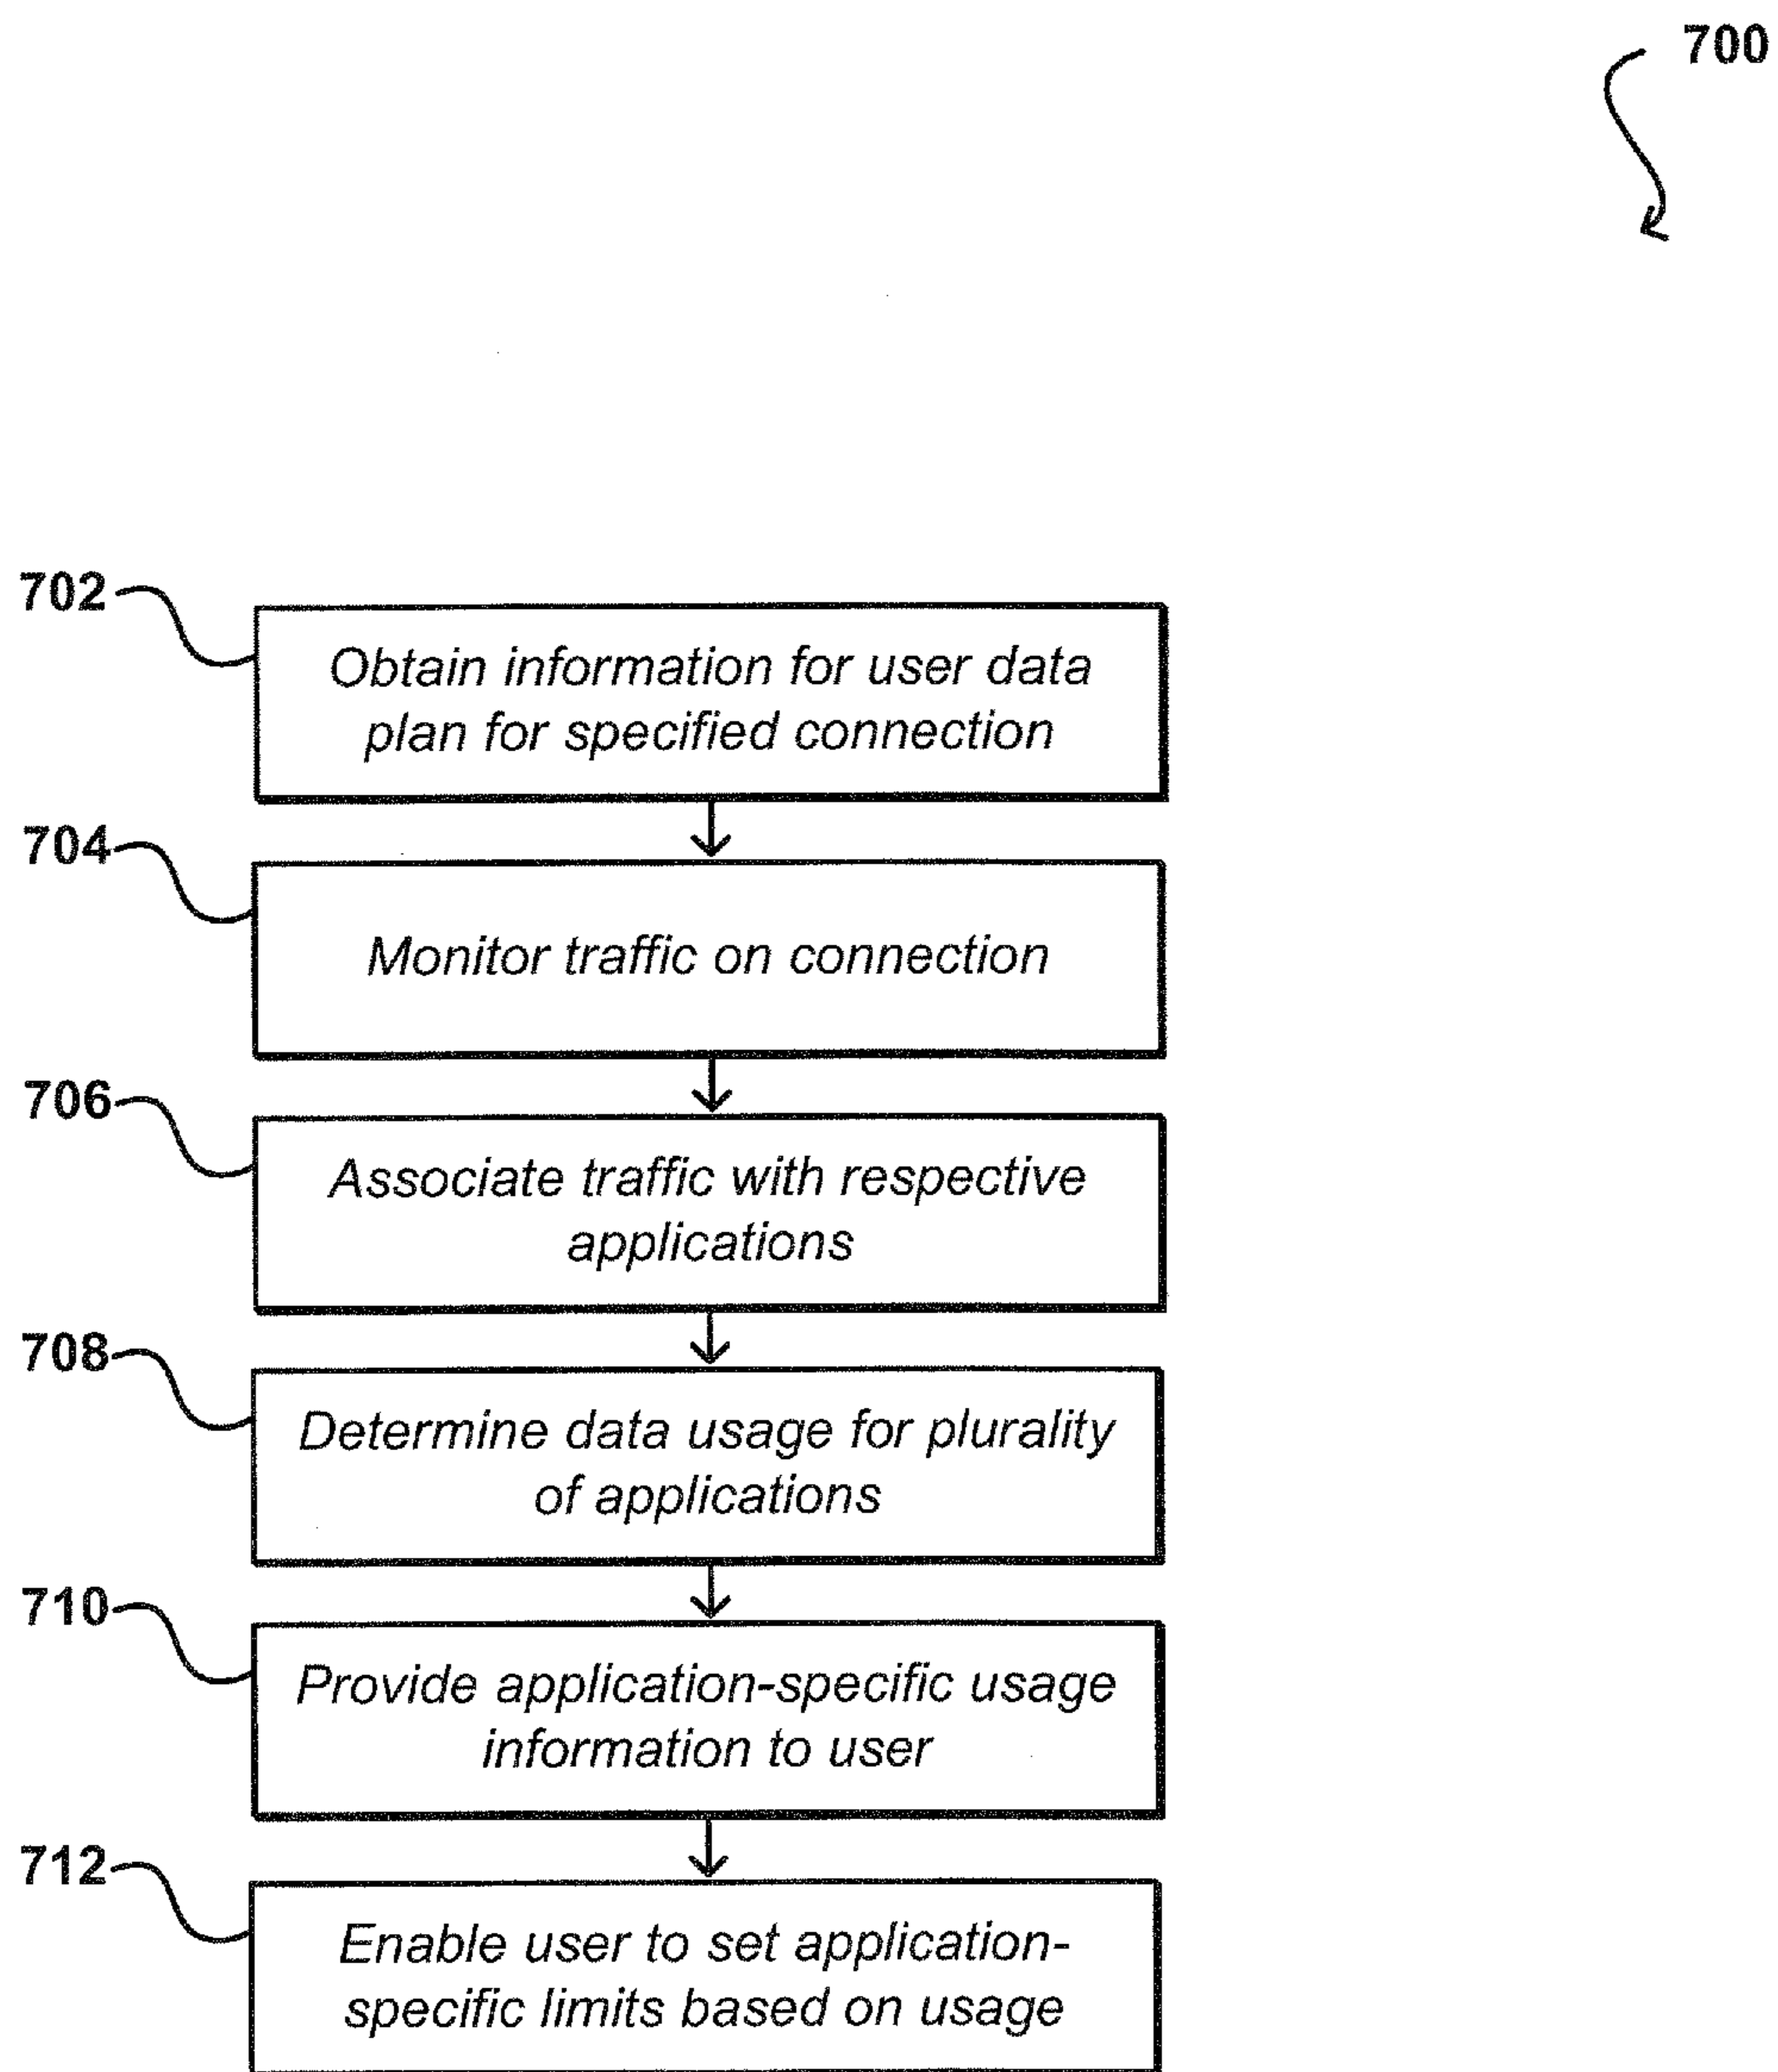 700
702
Obtain information for user data
plan for specified connection
704
Monitor traffic on connection
706
Associate traffic with respective
applications
708
Determine data usage for plurality
of applications
710
Provide application-specific usage
information to user
712
Enable user to set application-
specific limits based on usage